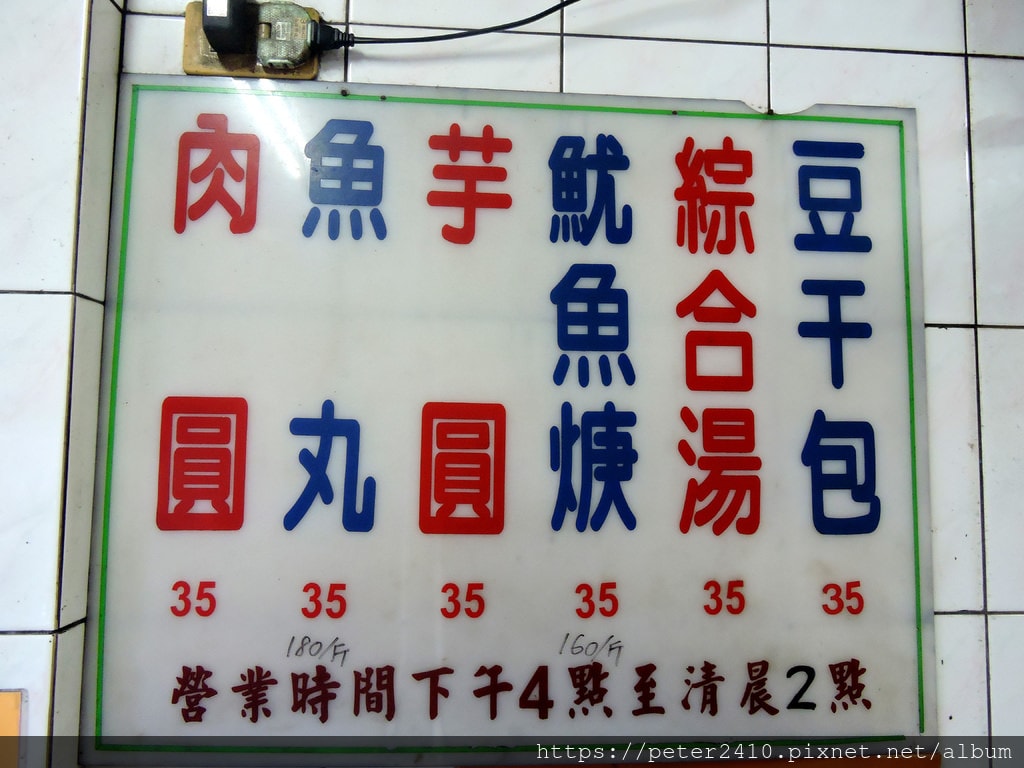 肉圓
魚丸
芋圓
魷魚焿
綜合湯
豆干包
35 35 35 35 35 35
180/斤 160/斤
營業時間下午4點至清晨2點
https://peter2410.pixnet.net/album